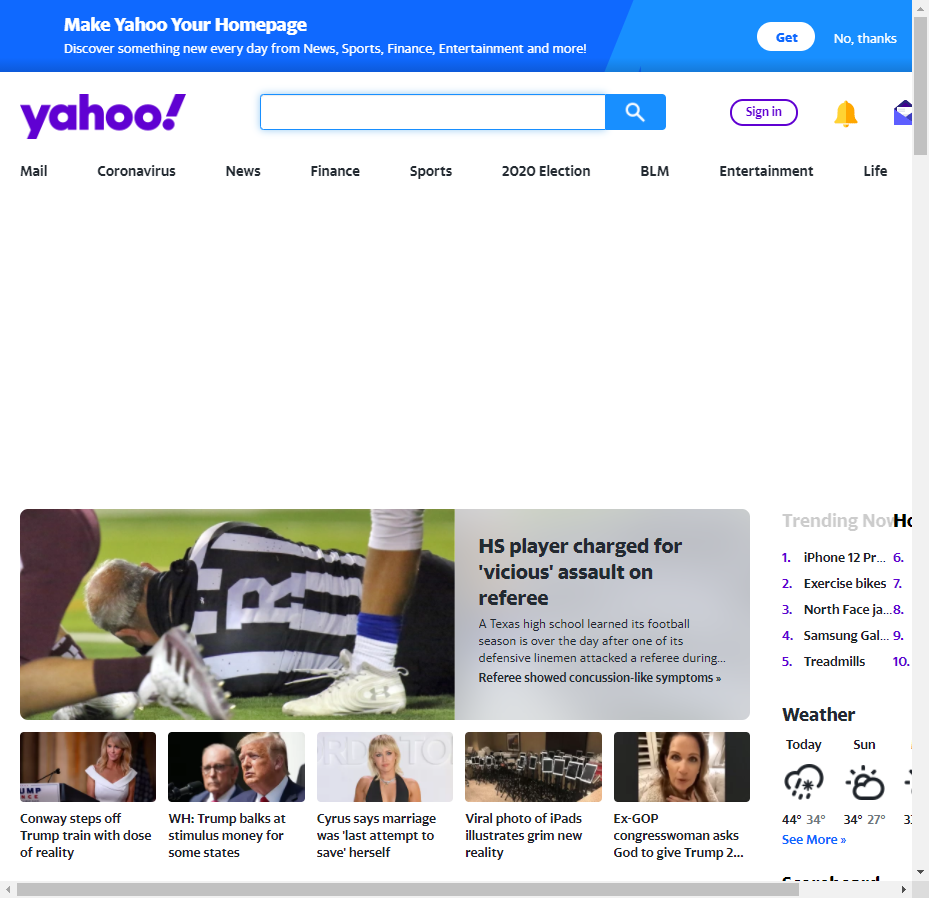 Make Yahoo Your Homepage
Discover something new every day from News, Sports, Finance, Entertainment and more!
Get
No, thanks
yahoo!
Sign in
Mail Coronavirus News Finance Sports 2020 Election BLM Entertainment Life
HS player charged for
'vicious' assault on
referee
A Texas high school learned its football
season is over the day after one of its
defensive linemen attacked a referee during...
Referee showed concussion-like symptoms »
R
Conway steps off
Trump train with dose
of reality
WH: Trump balks at
stimulus money for
some states
Cyrus says marriage
was 'last attempt to
save' herself
Viral photo of iPads
illustrates grim new
reality
Ex-GOP
congresswoman asks
God to give Trump 2...
Trending Now
1. iPhone 12 Pr... 6.
2. Exercise bikes 7.
3. North Face ja... 8.
4. Samsung Gal... 9.
5. Treadmills 10.
Weather
Today Sun
44° 34° 34° 27°
See More »
Scoreboard